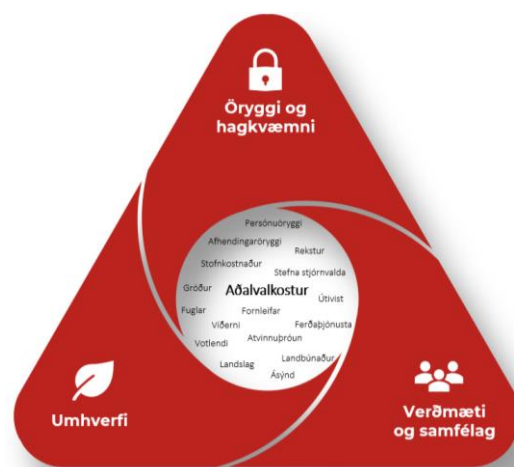 Öryggi og
hagkvæmni
Persónuöryggi
Afhendingaröryggi
Rekstur
Stofnkostnaður
Stefna stjórnvalda
Gróður
Aðalvalkostur
Útivist
Fuglar
Fornleifar
Víðerni
Ferðaþjónusta
Votlendi
Atvinnuþróun
Landslag
Landbúnaður
Ásýnd
Umhverfi
Verðmæti
og samfélag